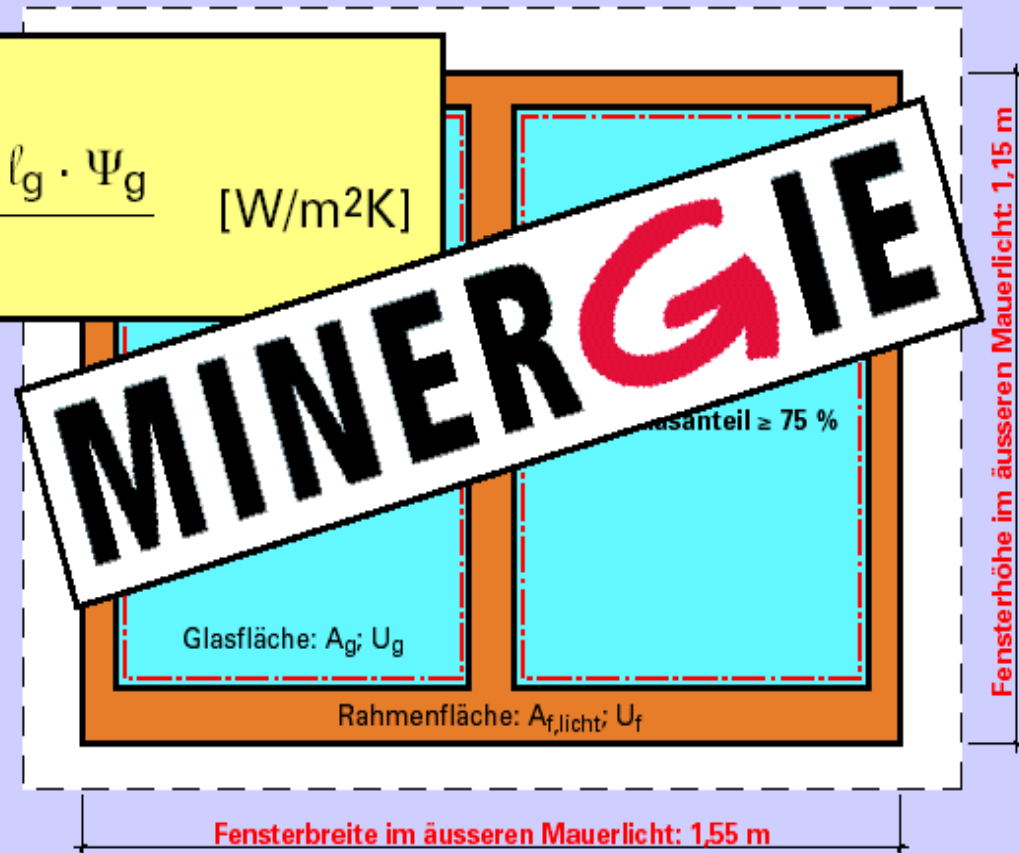 ℓg · Ψg
[W/m²K]
MINERGIE
≥ 75 %
Glasfläche: Ag; Ug
Rahmenfläche: Af,licht; Uf
Fensterbreite im äusseren Mauerlicht: 1,55 m
Fensterhöhe im äusseren Mauerlicht: 1,15 m